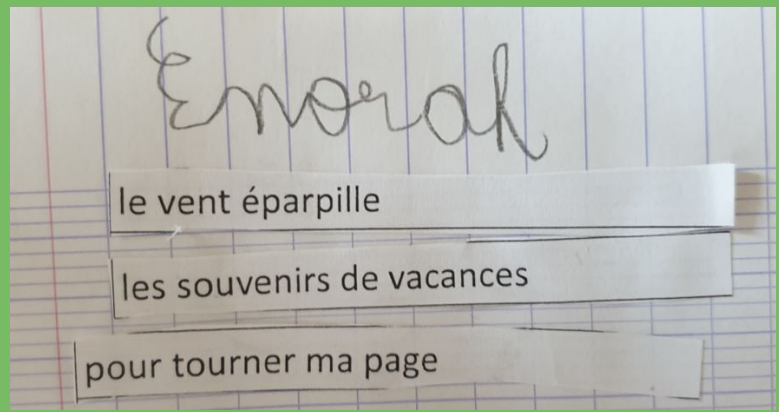 Enorah
le vent éparpille
les souvenirs de vacances
pour tourner ma page